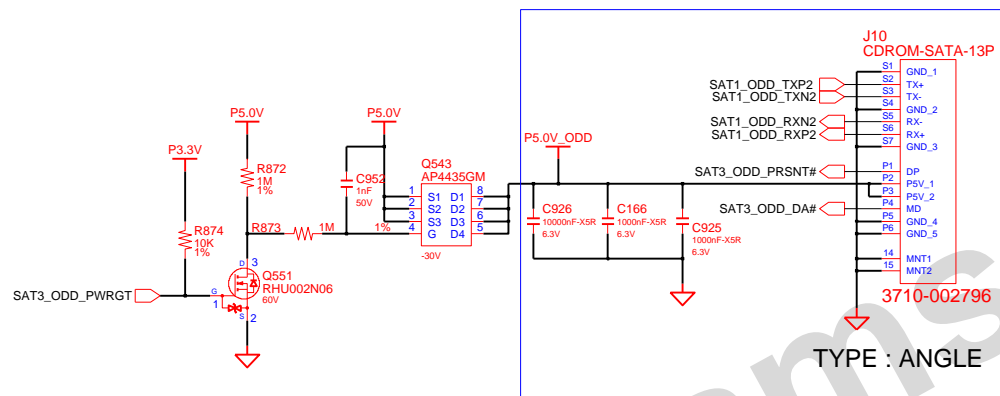 J10
CDROM-SATA-13P
S1 GND_1
SAT1_ODD_TXP2 S2 TX+
SAT1_ODD_TXN2 S3 TX-
S4 GND_2
SAT1_ODD_RXN2 S5 RX-
SAT1_ODD_RXP2 S6 RX+
S7 GND_3
SAT3_ODD_PRSNT# P1 DP
P2 P5V_1
P3 P5V_2
SAT3_ODD_DA# P4 MD
P5 GND_4
P6 GND_5
14 MNT1
15 MNT2
3710-002796
TYPE : ANGLE
P5.0V
P5.0V
P5.0V_ODD
P3.3V
R872
1M
1%
C952
1nF
50V
Q543
AP4435GM
1 S1 D1 8
2 S2 D2 7
3 S3 D3 6
4 G D4 5
-30V
R873 1M 1%
R874
10K
1%
D 3
Q551
RHU002N06
60V
G
1
S
2
SAT3_ODD_PWRGT
C926
10000nF-X5R
6.3V
C166
1000nF-X5R
6.3V
C925
1000nF-X5R
6.3V